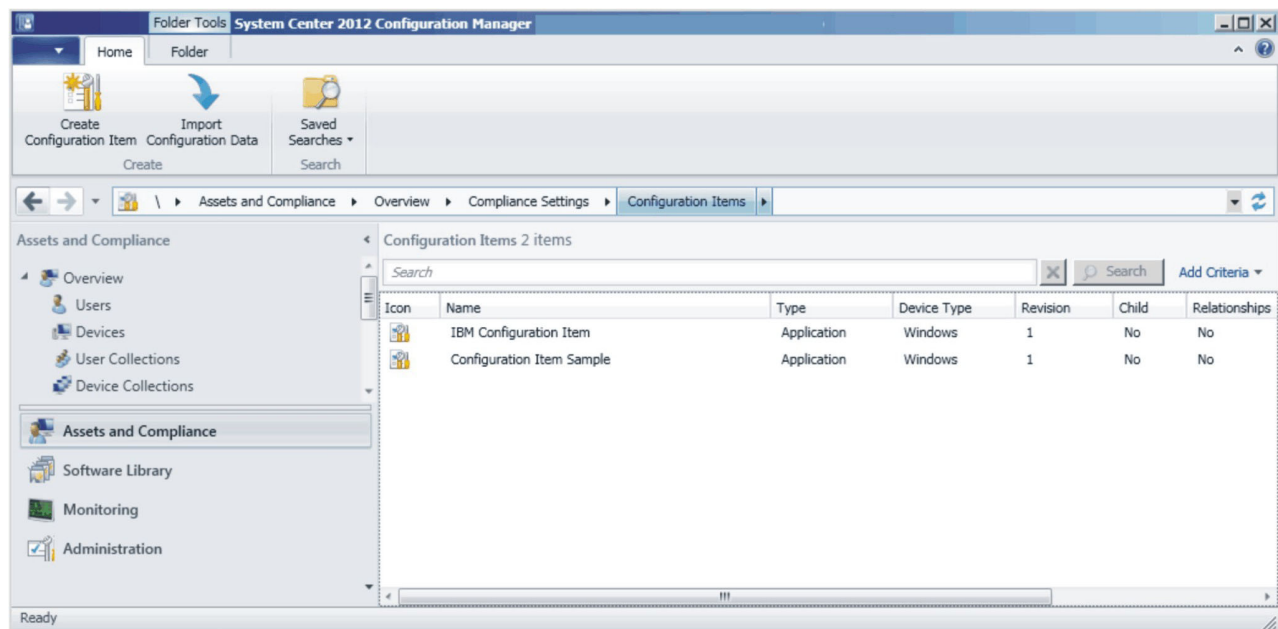 Folder Tools System Center 2012 Configuration Manager
Home Folder
Create Configuration Item
Import Configuration Data
Saved Searches
Create Search
\ Assets and Compliance Overview Compliance Settings Configuration Items
Assets and Compliance
Overview
Users
Devices
User Collections
Device Collections
Assets and Compliance
Software Library
Monitoring
Administration
Configuration Items 2 items
Search Search Add Criteria
Icon Name Type Device Type Revision Child Relationships
IBM Configuration Item Application Windows 1 No No
Configuration Item Sample Application Windows 1 No No
Ready